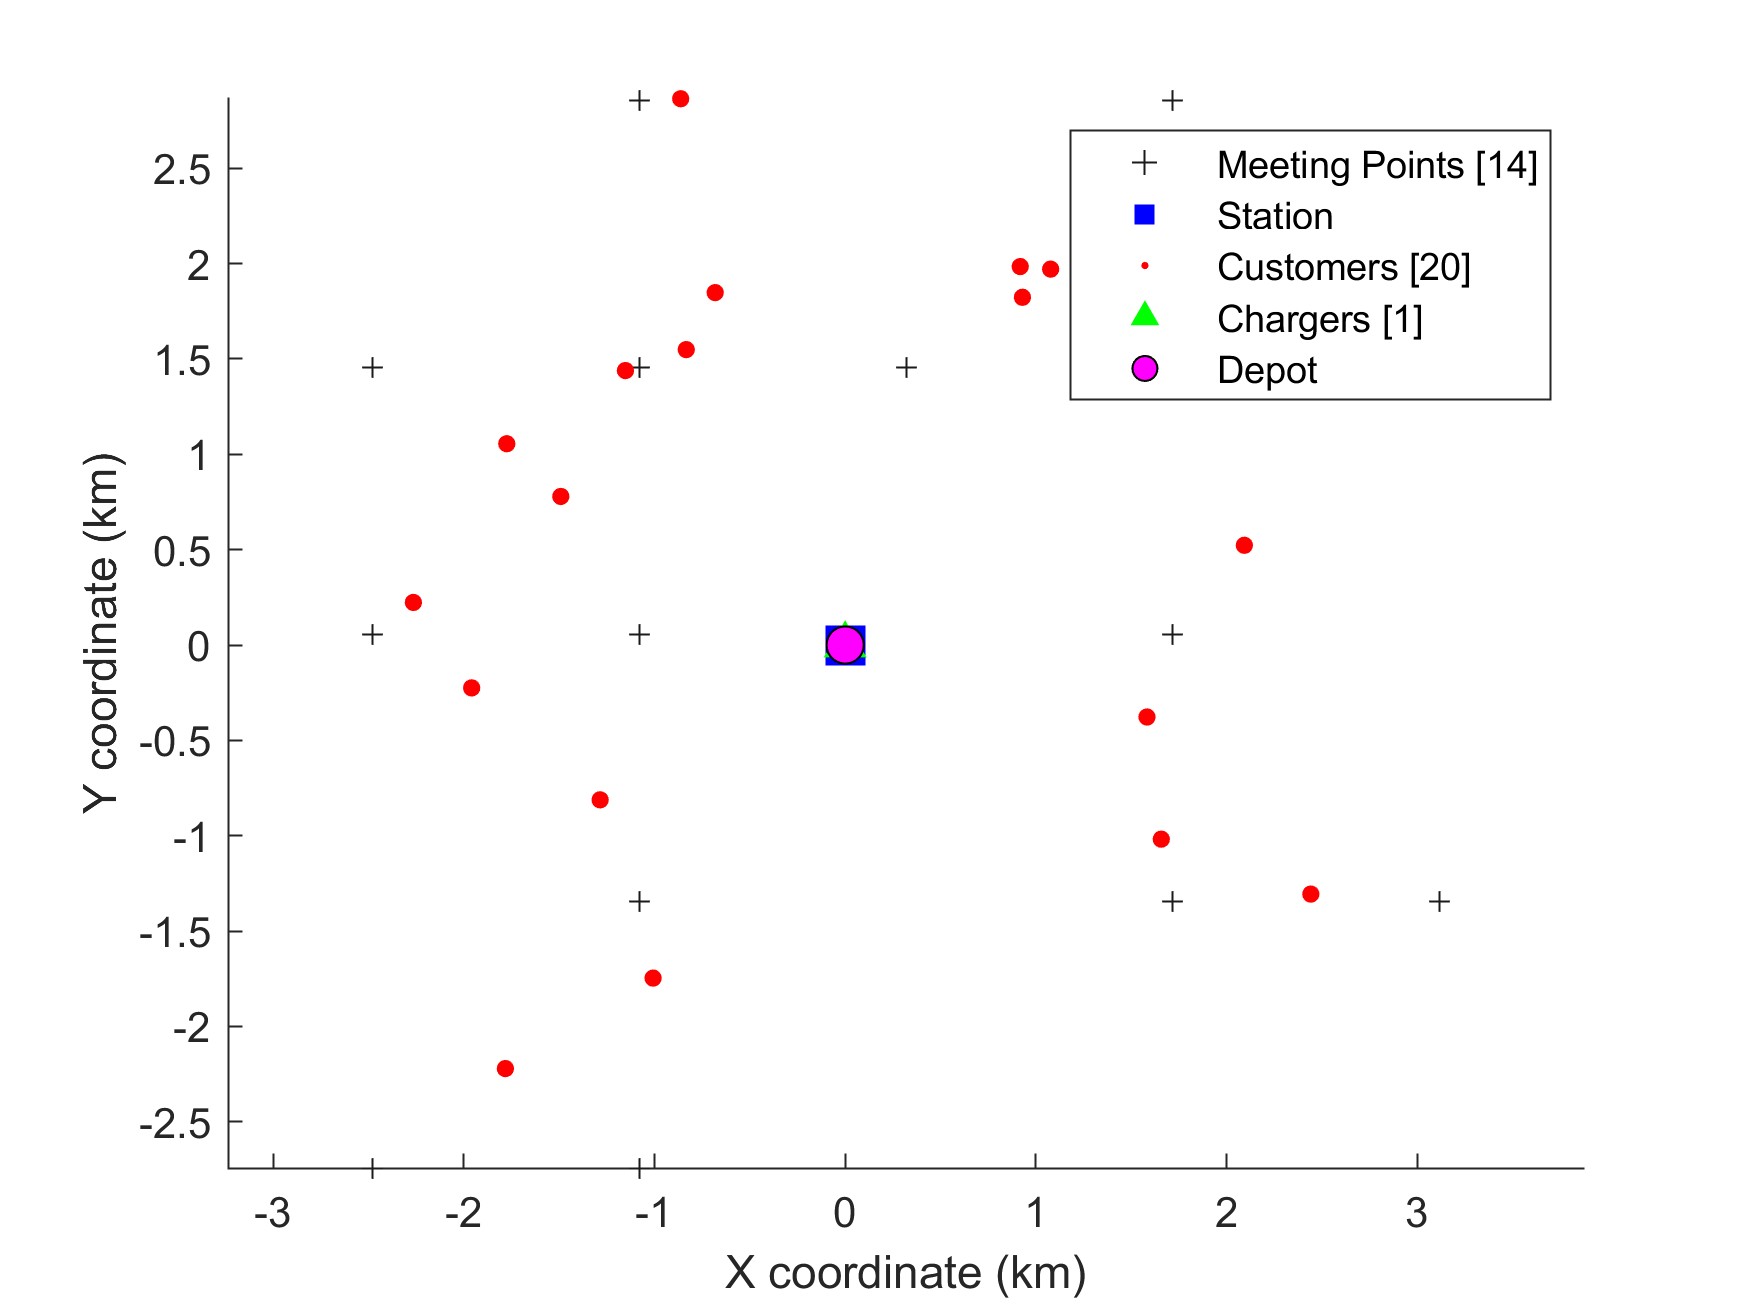 2.5
2
1.5
1
0.5
0
-0.5
-1
-1.5
-2
-2.5
Y coordinate (km)
Meeting Points [14]
Station
Customers [20]
Chargers [1]
Depot
-3 -2 -1 0 1 2 3
X coordinate (km)